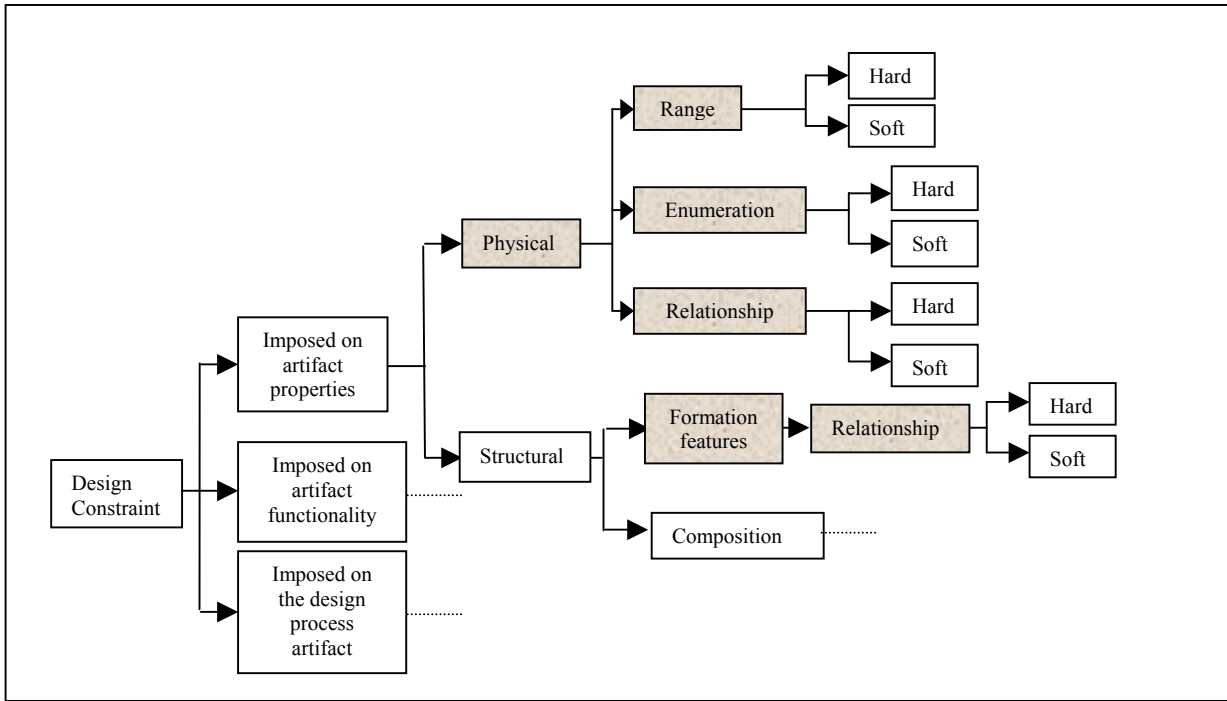 Design
Constraint
Imposed on
artifact
properties
Imposed on
artifact
functionality
Imposed on
the design
process
artifact
Physical
Structural
Range
Enumeration
Relationship
Formation
features
Composition
Relationship
Hard
Soft
Hard
Soft
Hard
Soft
Hard
Soft